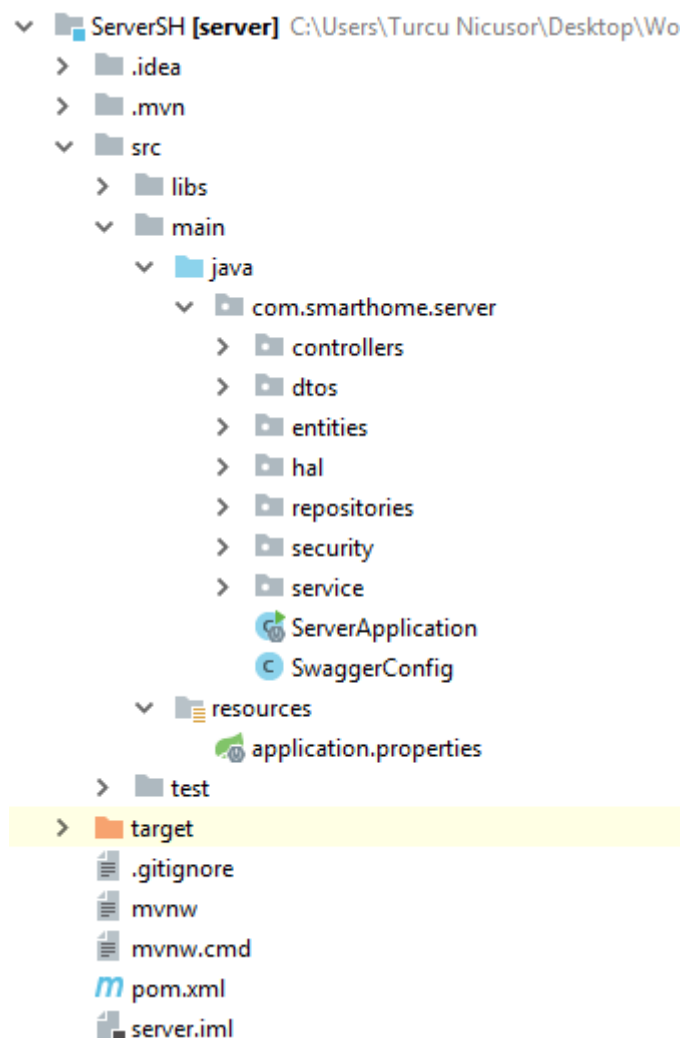 ServerSH [server] C:\Users\Turcu Nicusor\Desktop\Wo
.idea
.mvn
src
libs
main
java
com.smarthome.server
controllers
dtos
entities
hal
repositories
security
service
ServerApplication
C SwaggerConfig
resources
application.properties
test
target
.gitignore
mvnw
mvnw.cmd
m pom.xml
server.iml